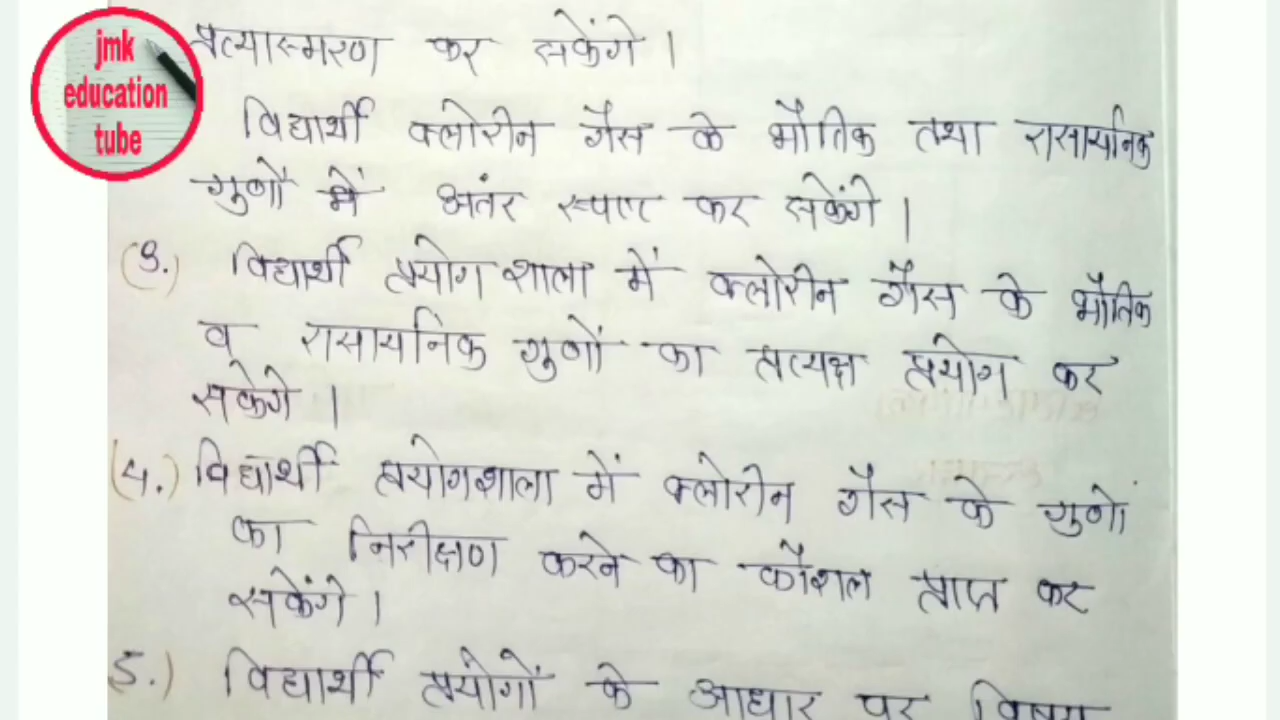 jmk
education
tube
प्रत्यास्मरण कर सकेंगे ।
विद्यार्थी क्लोरीन गैस के भौतिक तथा रासायनिक
गुणों में अंतर स्पष्ट कर सकेंगे ।
(3.) विद्यार्थी प्रयोगशाला में क्लोरीन गैस के भौतिक
व रासायनिक गुणों का प्रत्यक्ष प्रयोग कर
सकेगे ।
(4.) विद्यार्थी प्रयोगशाला में क्लोरीन गैस के गुणों
का निरीक्षण करने का कौशल प्राप्त कर
सकेंगे ।
5.) विद्यार्थी प्रयोगों के आधार पर विषय